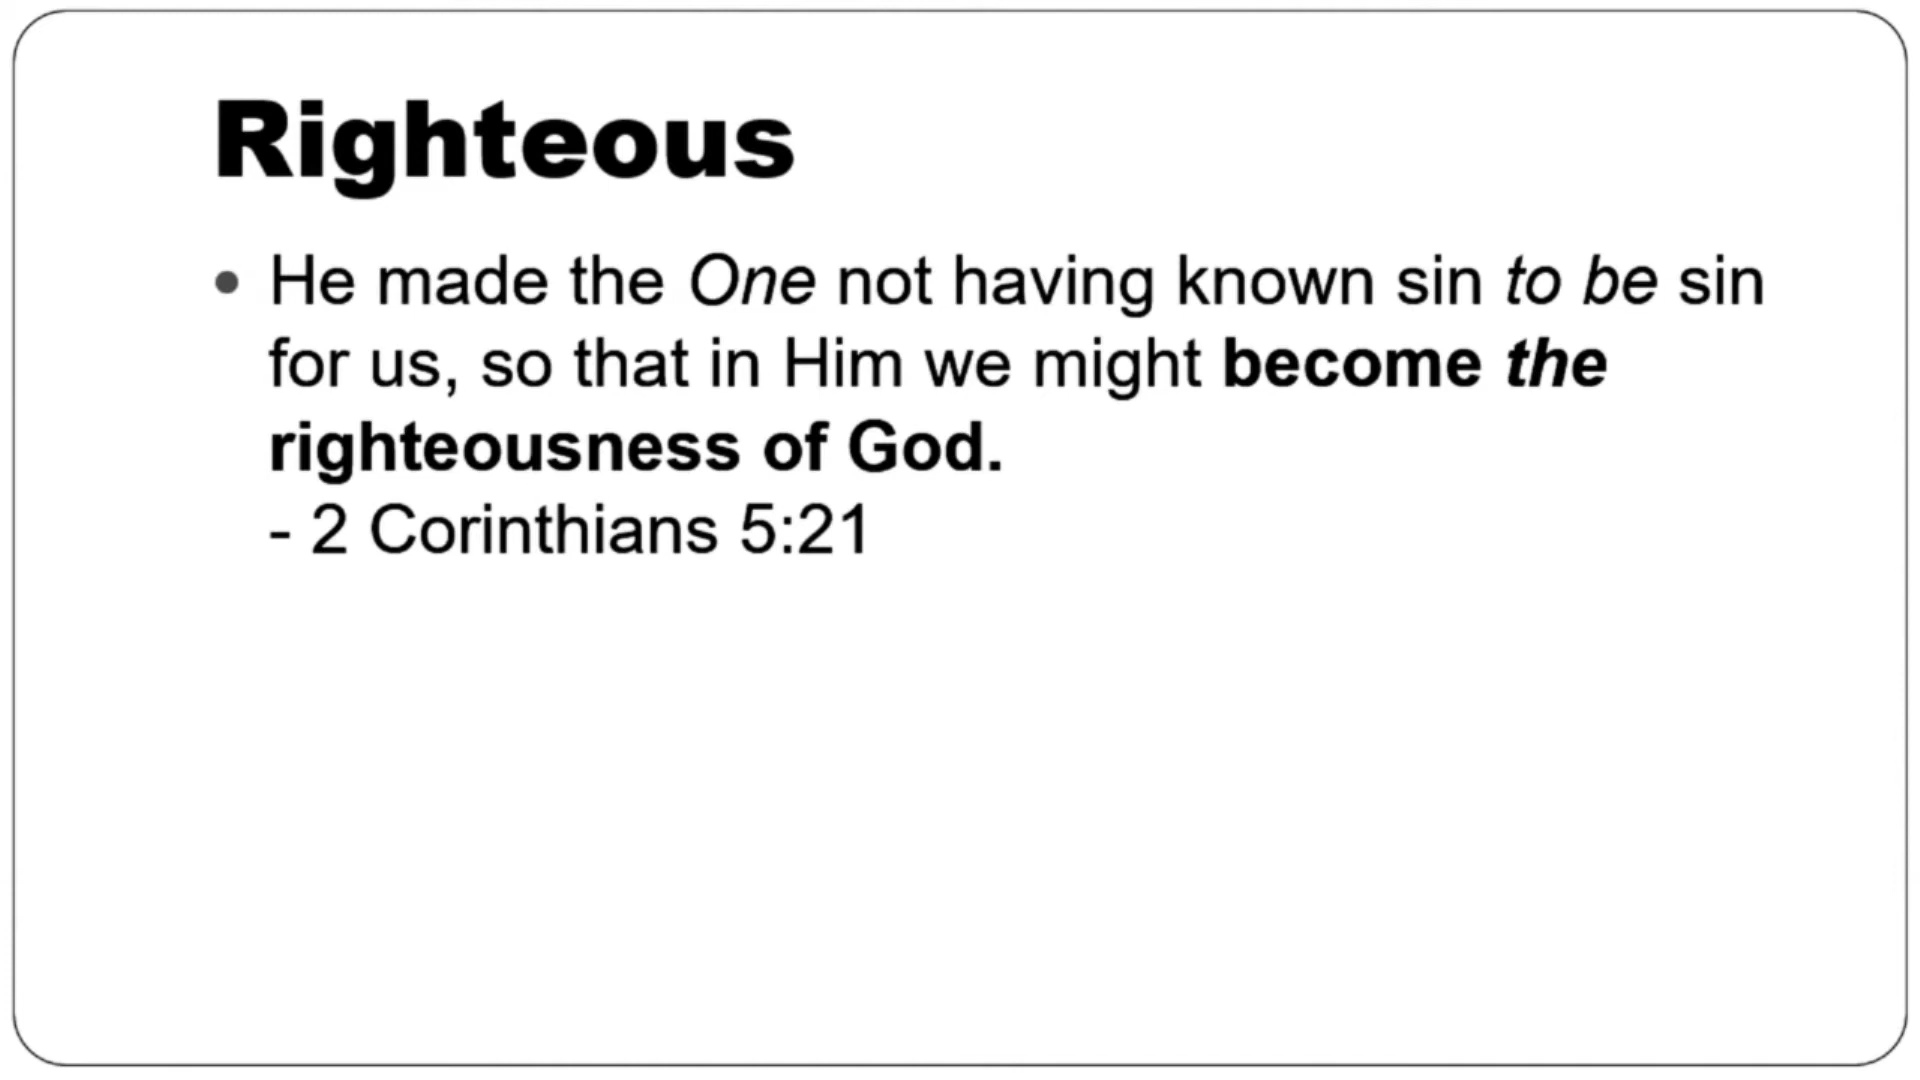 Righteous
• He made the One not having known sin to be sin
for us, so that in Him we might become the
righteousness of God.
- 2 Corinthians 5:21